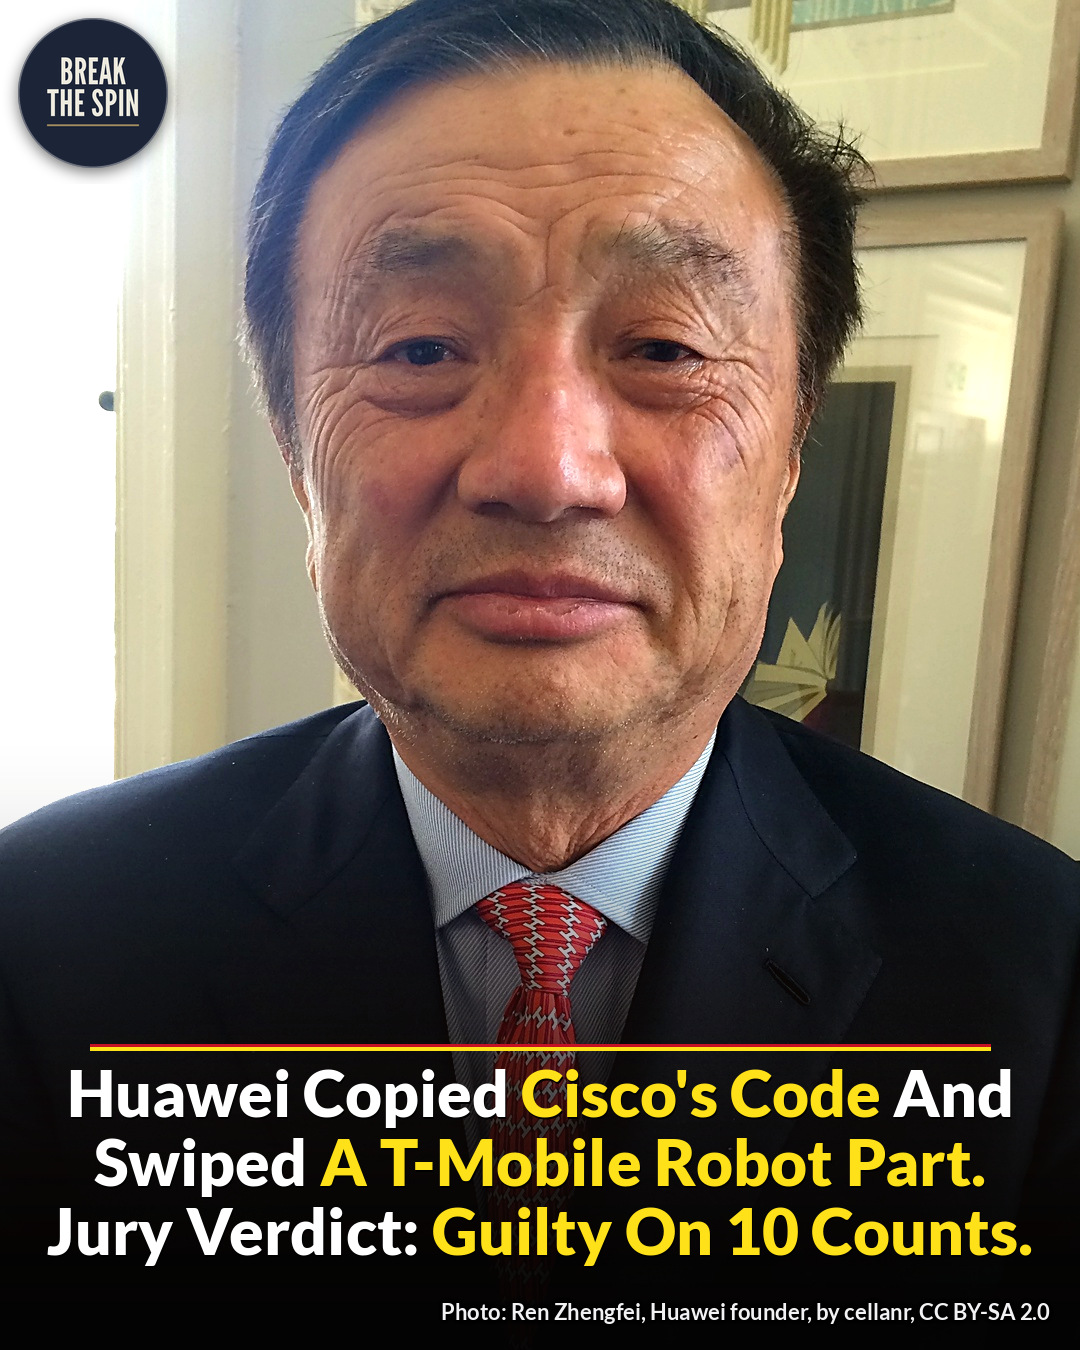 BREAK
THE SPIN
Huawei Copied Cisco's Code And
Swiped A T-Mobile Robot Part.
Jury Verdict: Guilty On 10 Counts.
Photo: Ren Zhengfei, Huawei founder, by cellanr, CC BY-SA 2.0